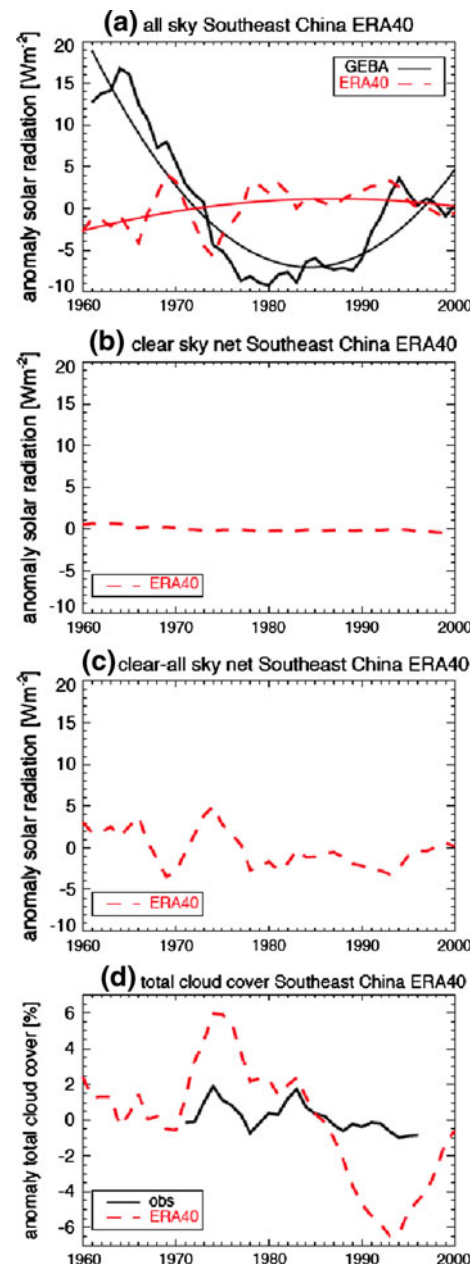 (a) all sky Southeast China ERA40
anomaly solar radiation [Wm-2]
20
15
10
5
0
-5
-10
GEBA
ERA40
1960 1970 1980 1990 2000
(b) clear sky net Southeast China ERA40
anomaly solar radiation [Wm-2]
20
15
10
5
0
-5
-10
ERA40
1960 1970 1980 1990 2000
(c) clear-all sky net Southeast China ERA40
anomaly solar radiation [Wm-2]
20
15
10
5
0
-5
-10
ERA40
1960 1970 1980 1990 2000
(d) total cloud cover Southeast China ERA40
anomaly total cloud cover [%]
6
4
2
0
-2
-4
-6
obs
ERA40
1960 1970 1980 1990 2000